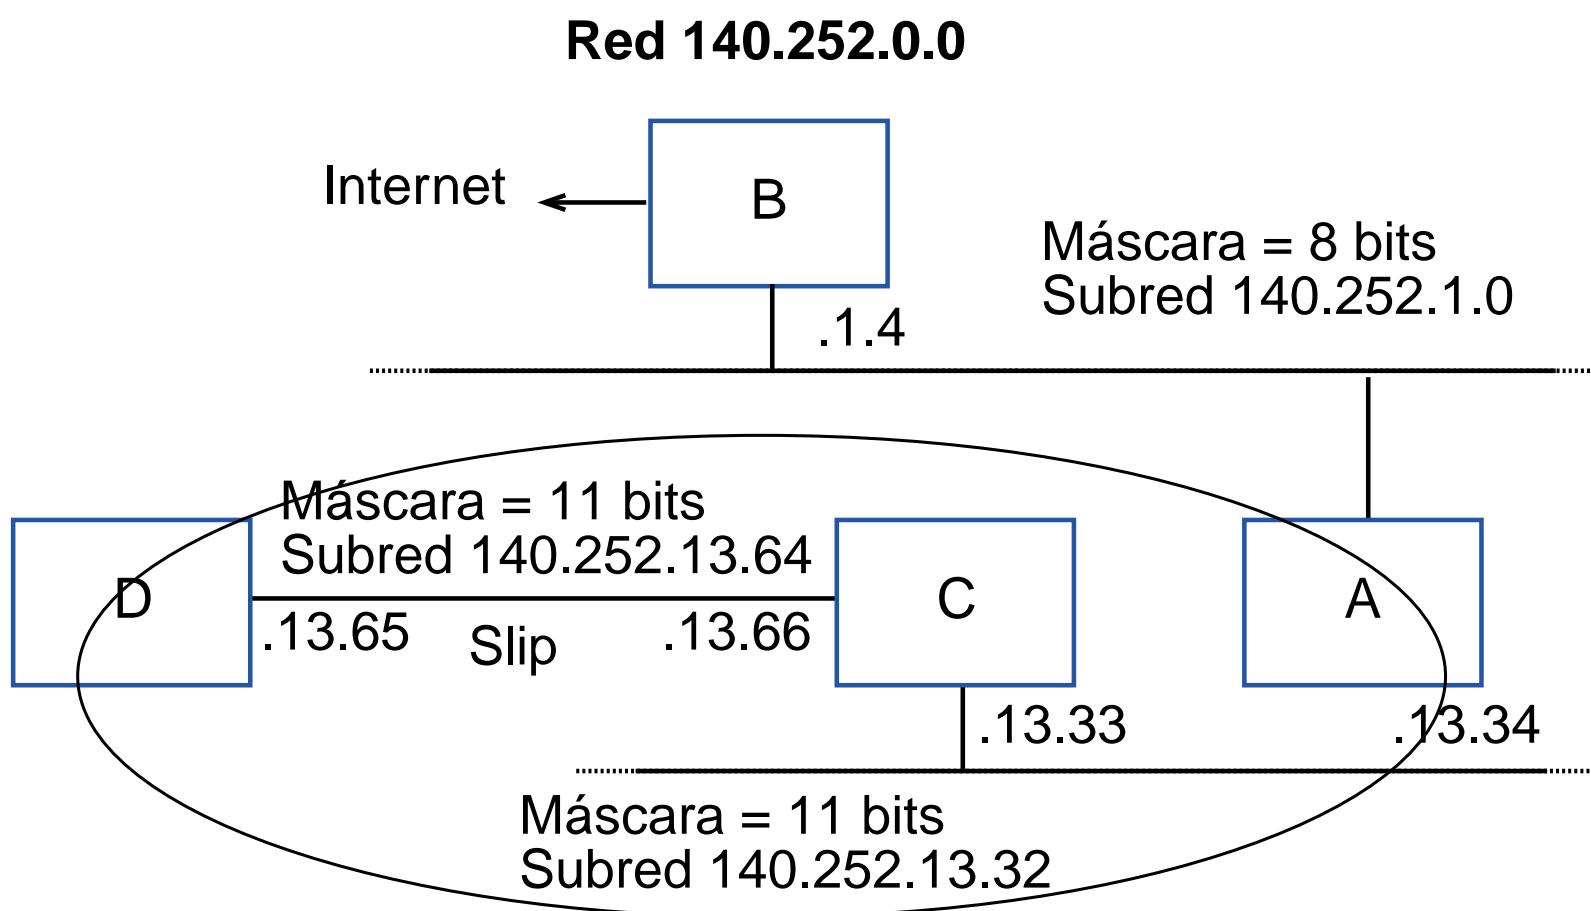 Red 140.252.0.0
Internet
B
Máscara = 8 bits
Subred 140.252.1.0
.1.4
Máscara = 11 bits
Subred 140.252.13.64
D
C
A
.13.65
Slip
.13.66
.13.33
.13.34
Máscara = 11 bits
Subred 140.252.13.32